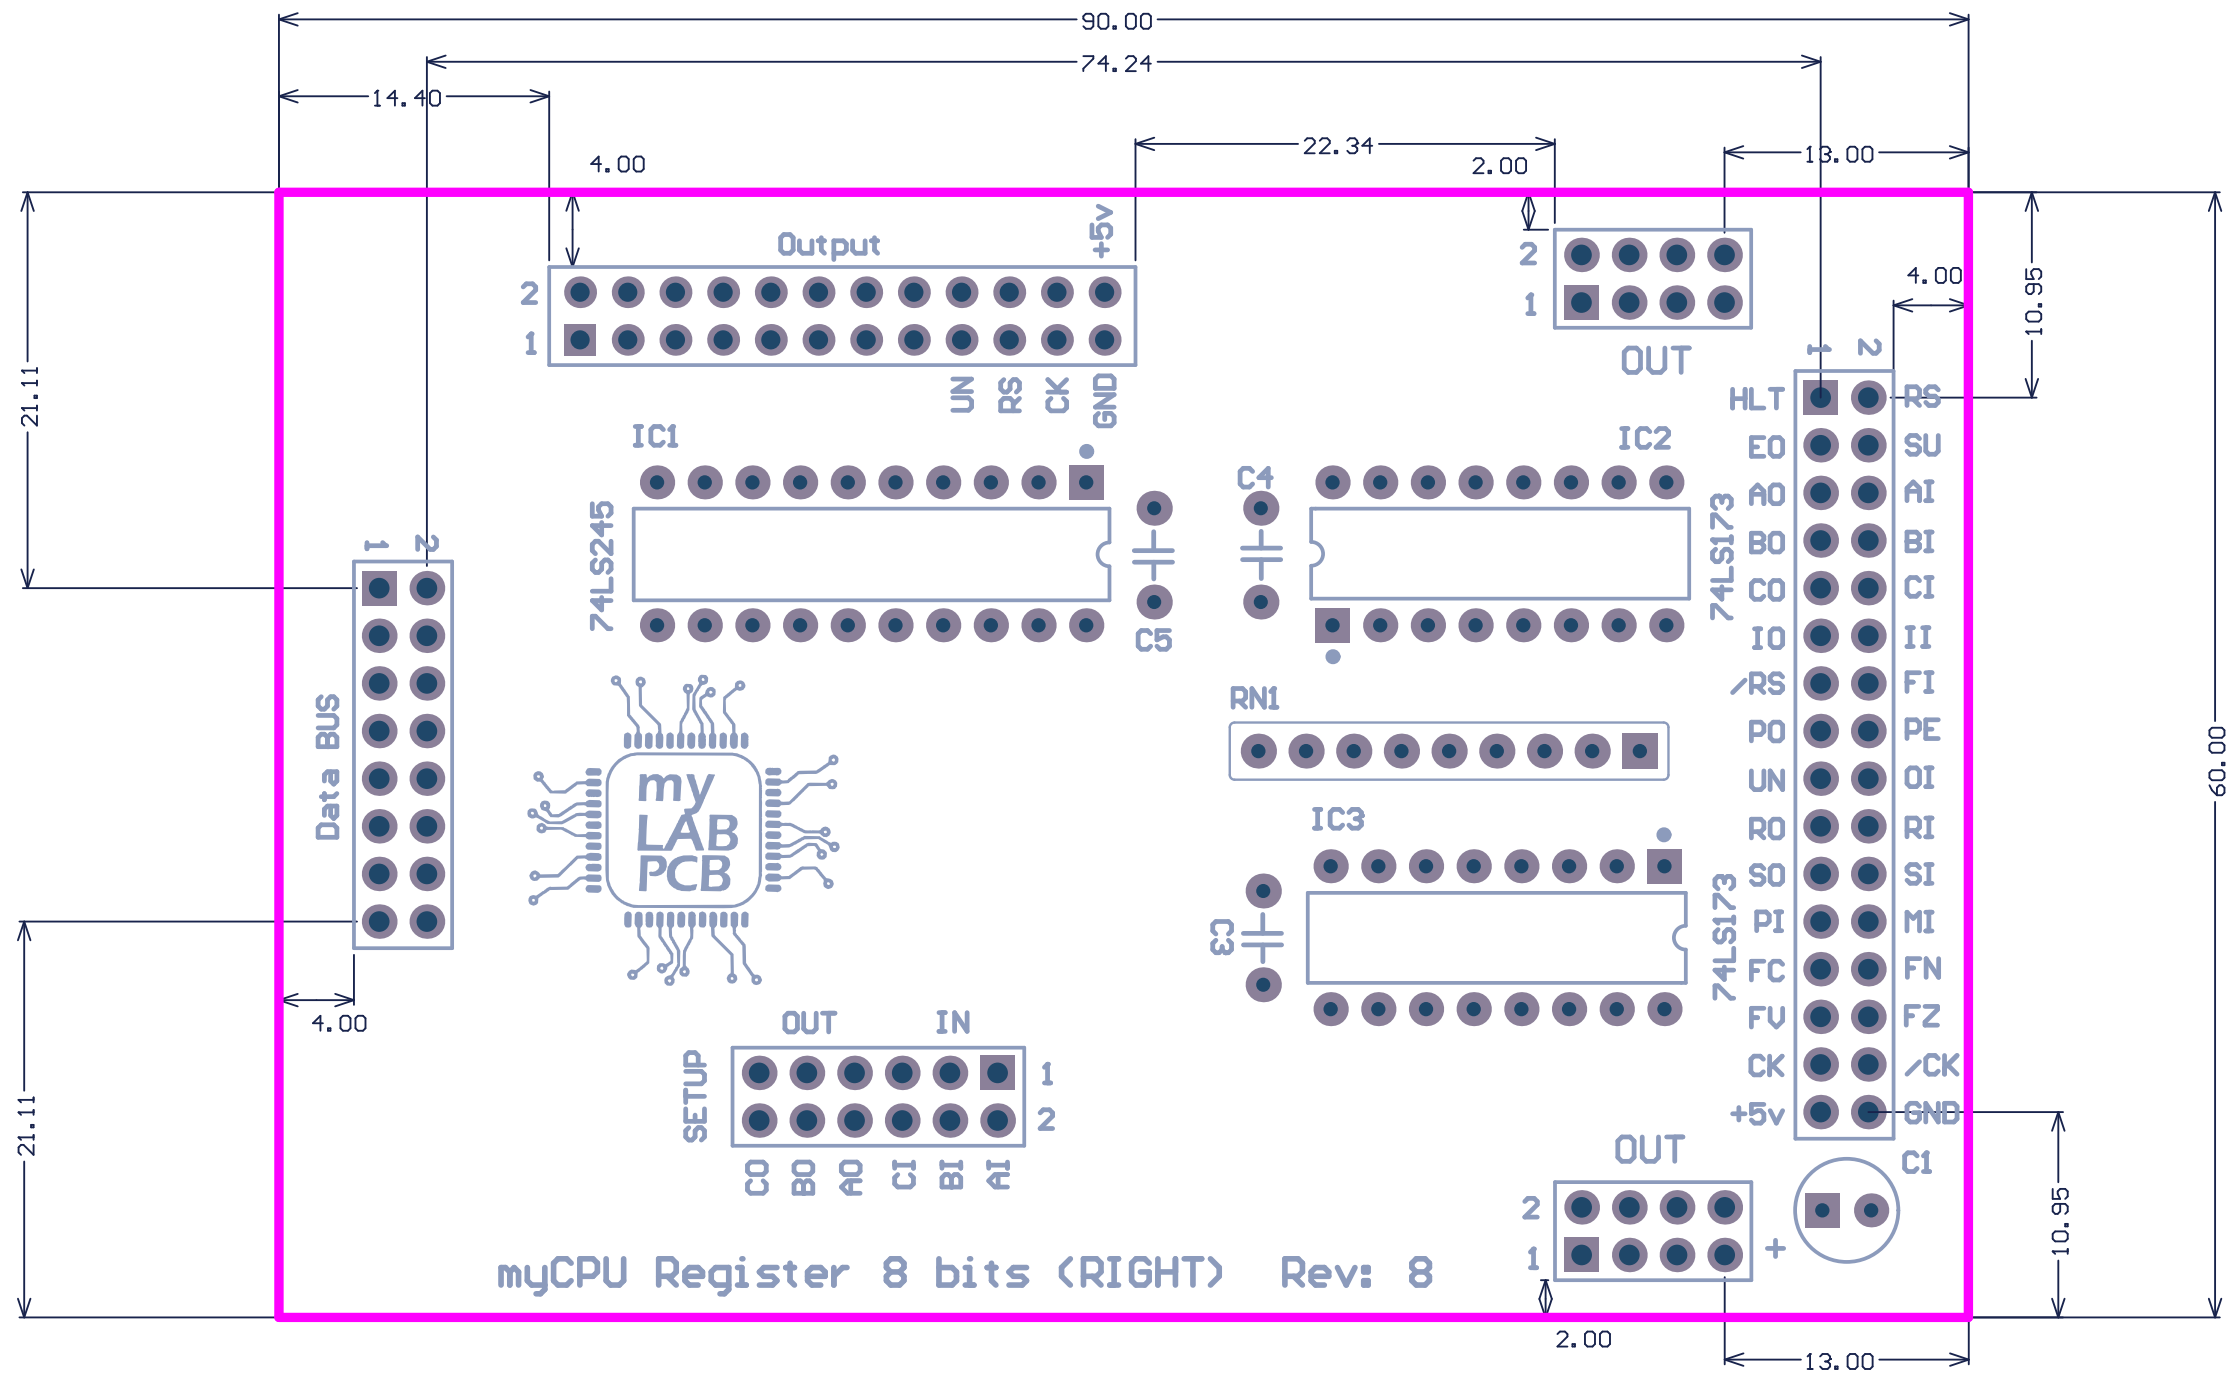 90.00
74.24
14.40
22.34
4.00
2.00
13.00
+5v
Output
2
1
UN RS CK GND
2
1
OUT
4.00
10.95
21.11
1 2
HLT RS
EO SU
AO AI
BO BI
CO CI
IO II
/RS FI
PO PE
UN OI
RO RI
SO SI
PI MI
FC FN
FV FZ
CK /CK
+5v GND
IC1
74LS245
C5
C4
IC2
74LS173
1 2
Data BUS
RN1
my
LAB
PCB
IC3
74LS173
C3
60.00
21.11
4.00
OUT IN
SETUP
1
2
CO BO AO CI BI AI
OUT
2
1
C1
+
10.95
myCPU Register 8 bits (RIGHT) Rev: 8
2.00
13.00